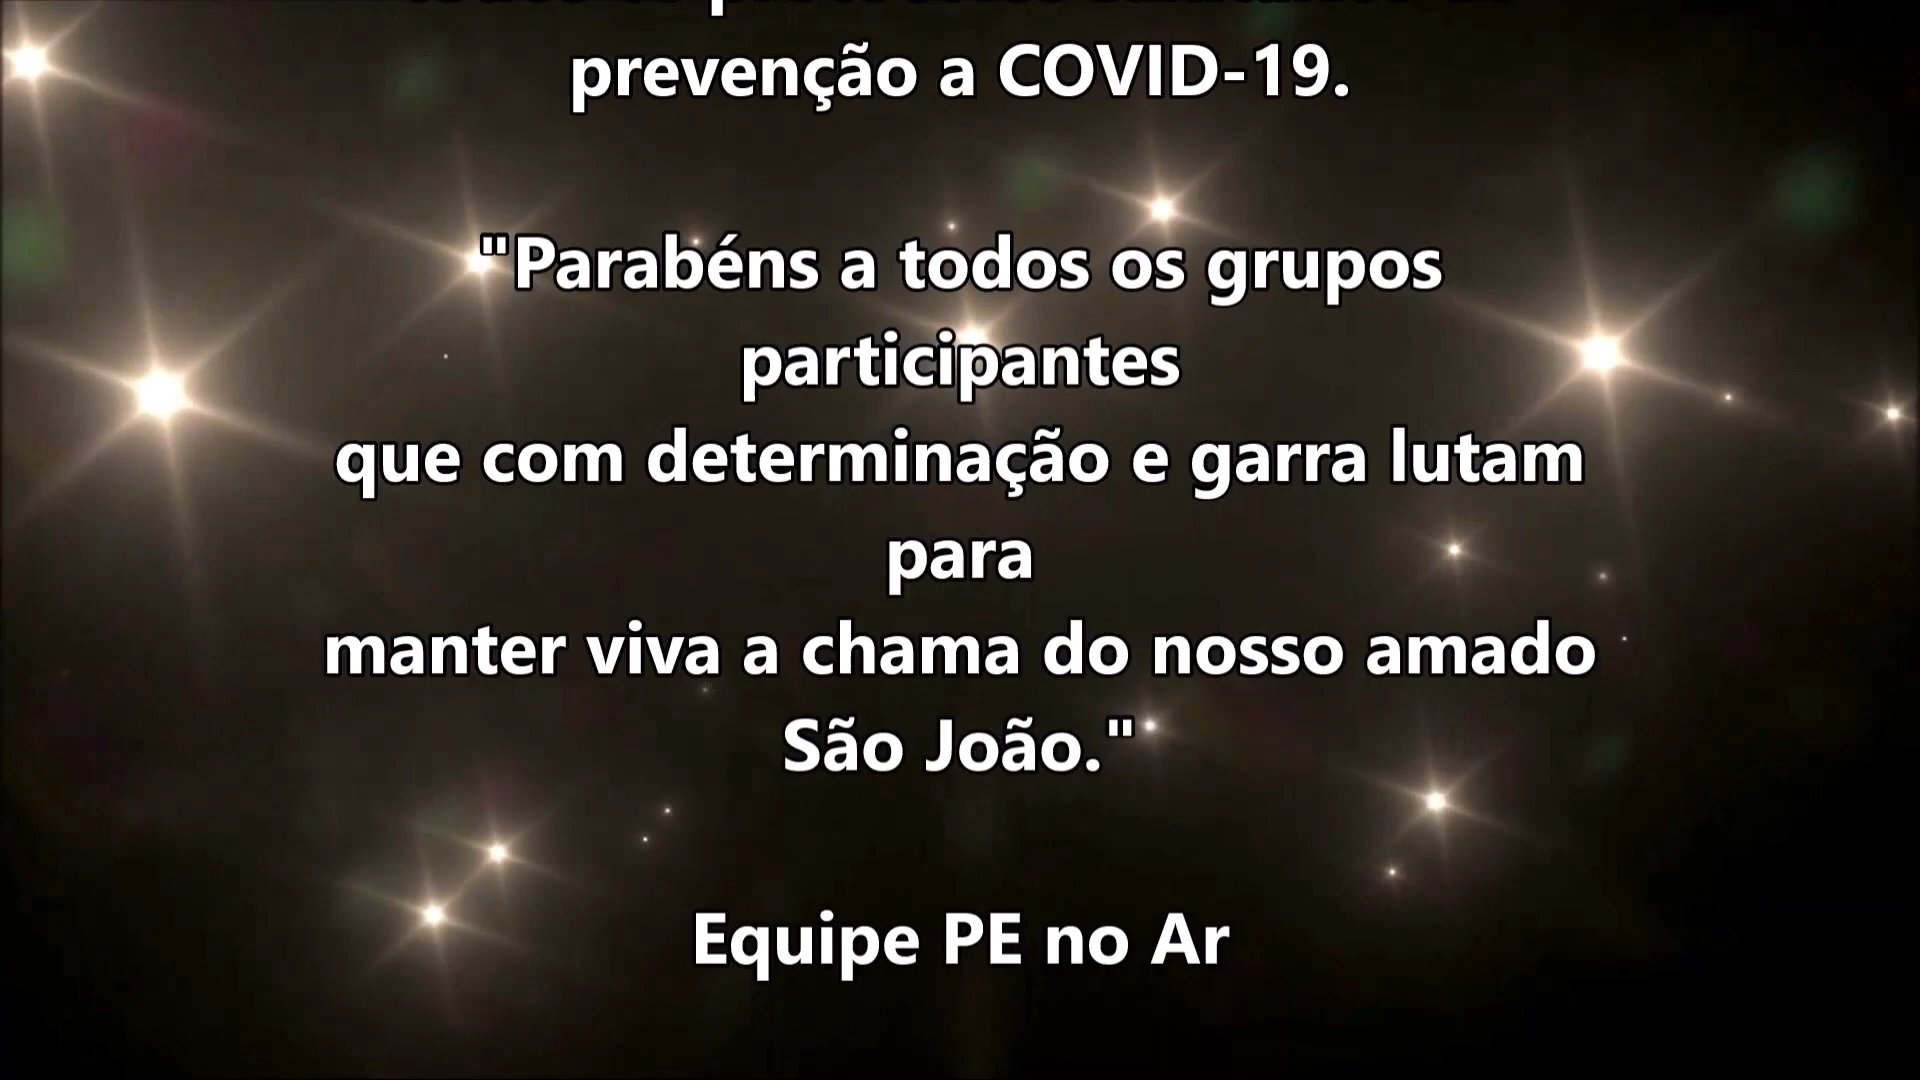 prevenção a COVID-19.
"Parabéns a todos os grupos
participantes
que com determinação e garra lutam
para
manter viva a chama do nosso amado
São João."
Equipe PE no Ar